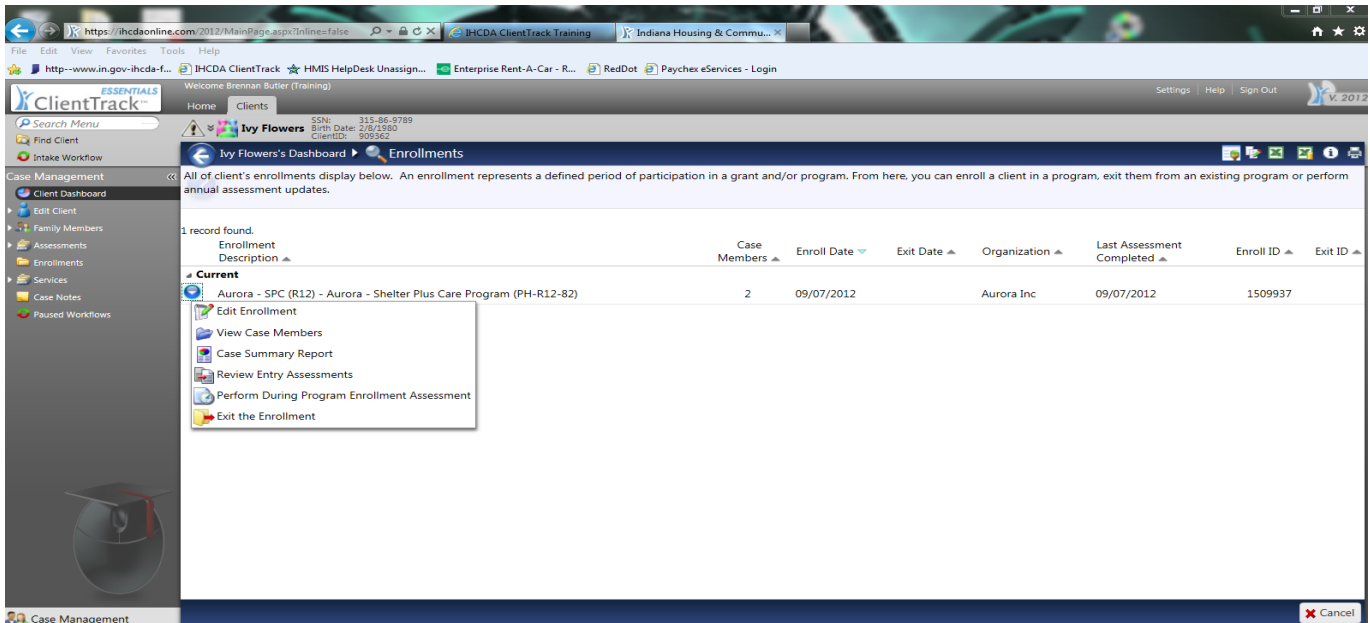 https://ihcdaonline.com/2012/MainPage.aspx?Inline=false
IHCDA ClientTrack Training
Indiana Housing & Commu...
File Edit View Favorites Tools Help
http--www.in.gov-ihcda-f... IHCDA ClientTrack HMIS HelpDesk Unassign... Enterprise Rent-A-Car - R... RedDot Paychex eServices - Login
ESSENTIALS
ClientTrack™
Welcome Brennan Butler (Training)
Settings | Help | Sign Out
V. 2012
Home Clients
Search Menu
Find Client
Intake Workflow
Ivy Flowers
SSN: 315-86-9789
Birth Date: 2/8/1980
ClientID: 909362
Ivy Flowers's Dashboard Enrollments
Case Management
Client Dashboard
Edit Client
Family Members
Assessments
Enrollments
Services
Case Notes
Paused Workflows
All of client's enrollments display below. An enrollment represents a defined period of participation in a grant and/or program. From here, you can enroll a client in a program, exit them from an existing program or perform
annual assessment updates.
1 record found.
Enrollment Description Case Members Enroll Date Exit Date Organization Last Assessment Completed Enroll ID Exit ID
Current
Aurora - SPC (R12) - Aurora - Shelter Plus Care Program (PH-R12-82) 2 09/07/2012 Aurora Inc 09/07/2012 1509937
Edit Enrollment
View Case Members
Case Summary Report
Review Entry Assessments
Perform During Program Enrollment Assessment
Exit the Enrollment
Case Management
Cancel